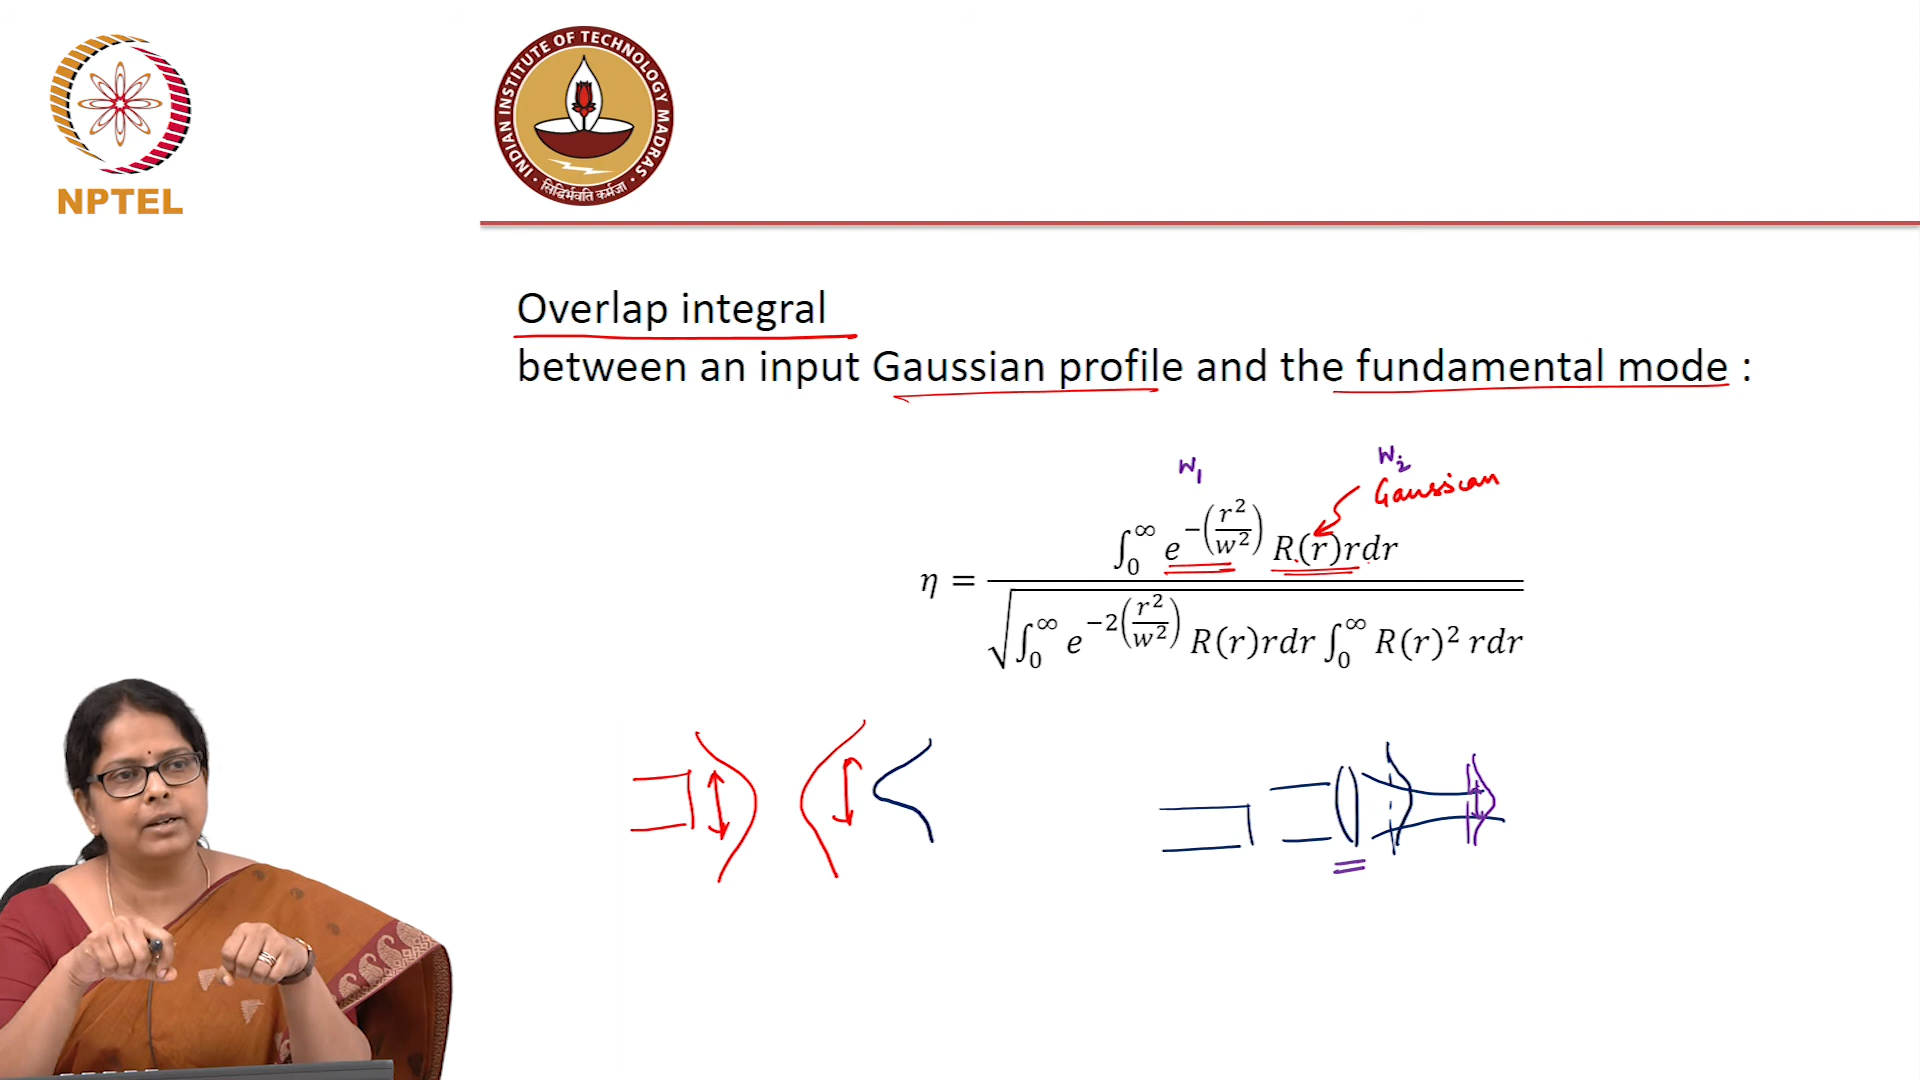 INDIAN INSTITUTE OF TECHNOLOGY MADRAS
सिद्धिर्भवति कर्मजा
NPTEL
Overlap integral
between an input Gaussian profile and the fundamental mode :
W₁ W₂
Gaussian
η = ∫₀^∞ e^−(r²/w²) R(r)rdr / √(∫₀^∞ e^−2(r²/w²) R(r)rdr ∫₀^∞ R(r)² rdr)